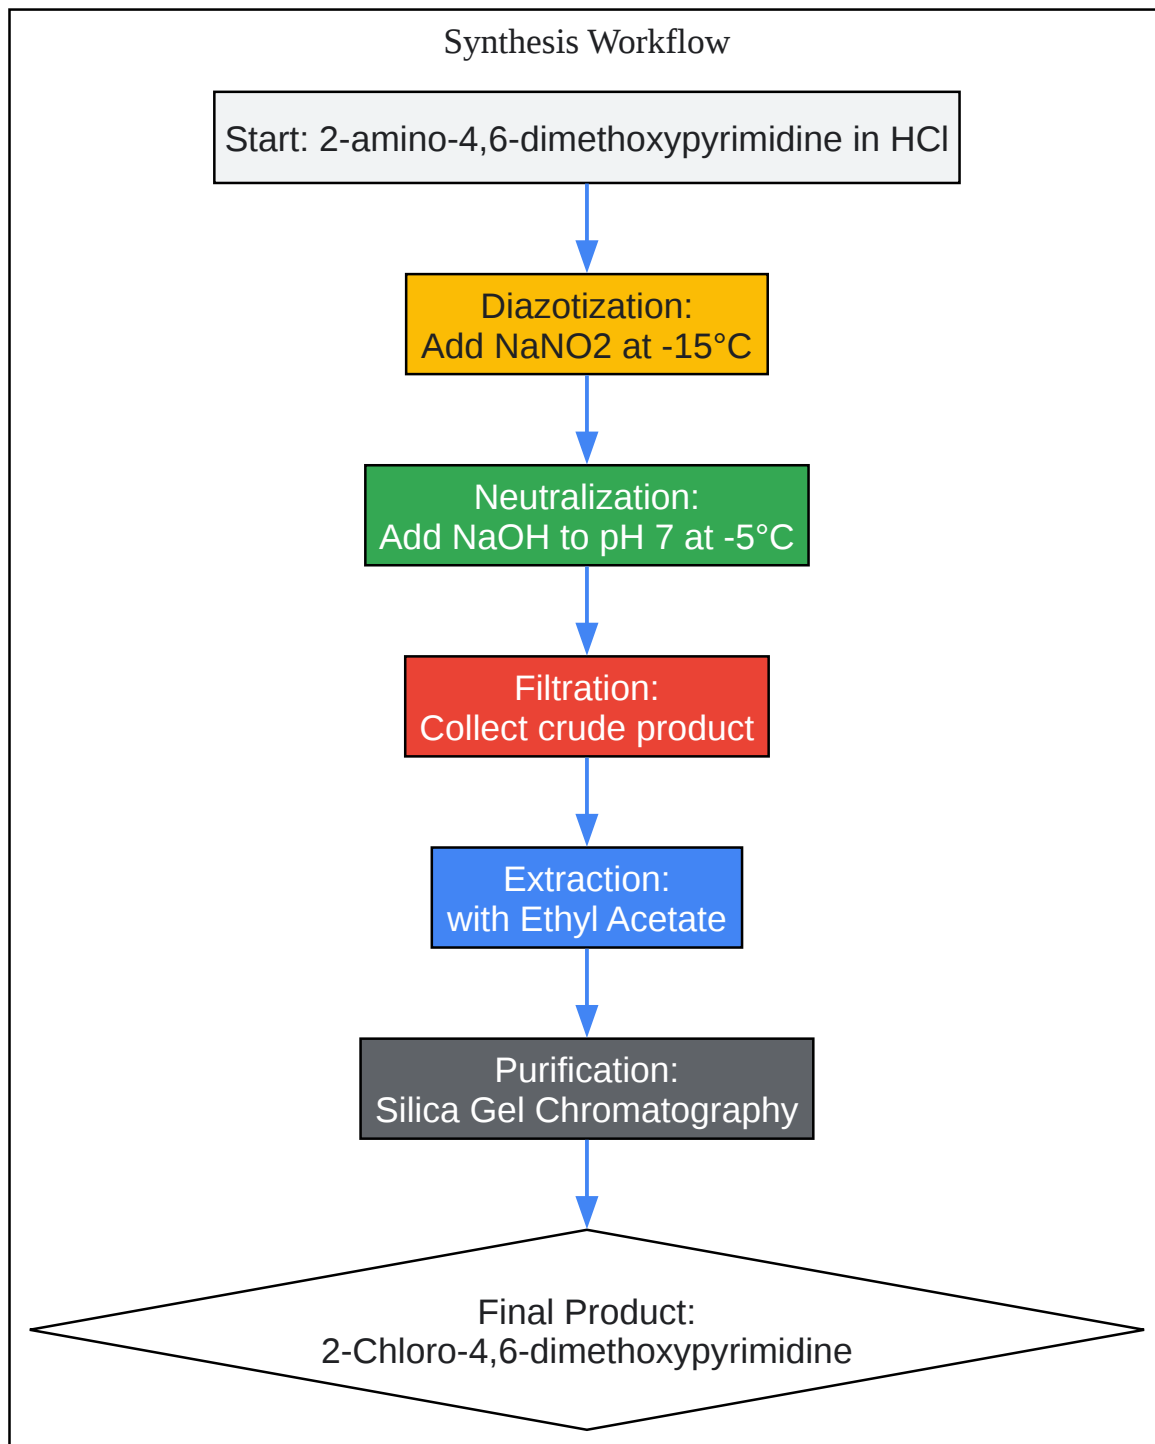 Synthesis Workflow
Start: 2-amino-4,6-dimethoxypyrimidine in HCl
Diazotization:
Add NaNO2 at -15°C
Neutralization:
Add NaOH to pH 7 at -5°C
Filtration:
Collect crude product
Extraction:
with Ethyl Acetate
Purification:
Silica Gel Chromatography
Final Product:
2-Chloro-4,6-dimethoxypyrimidine